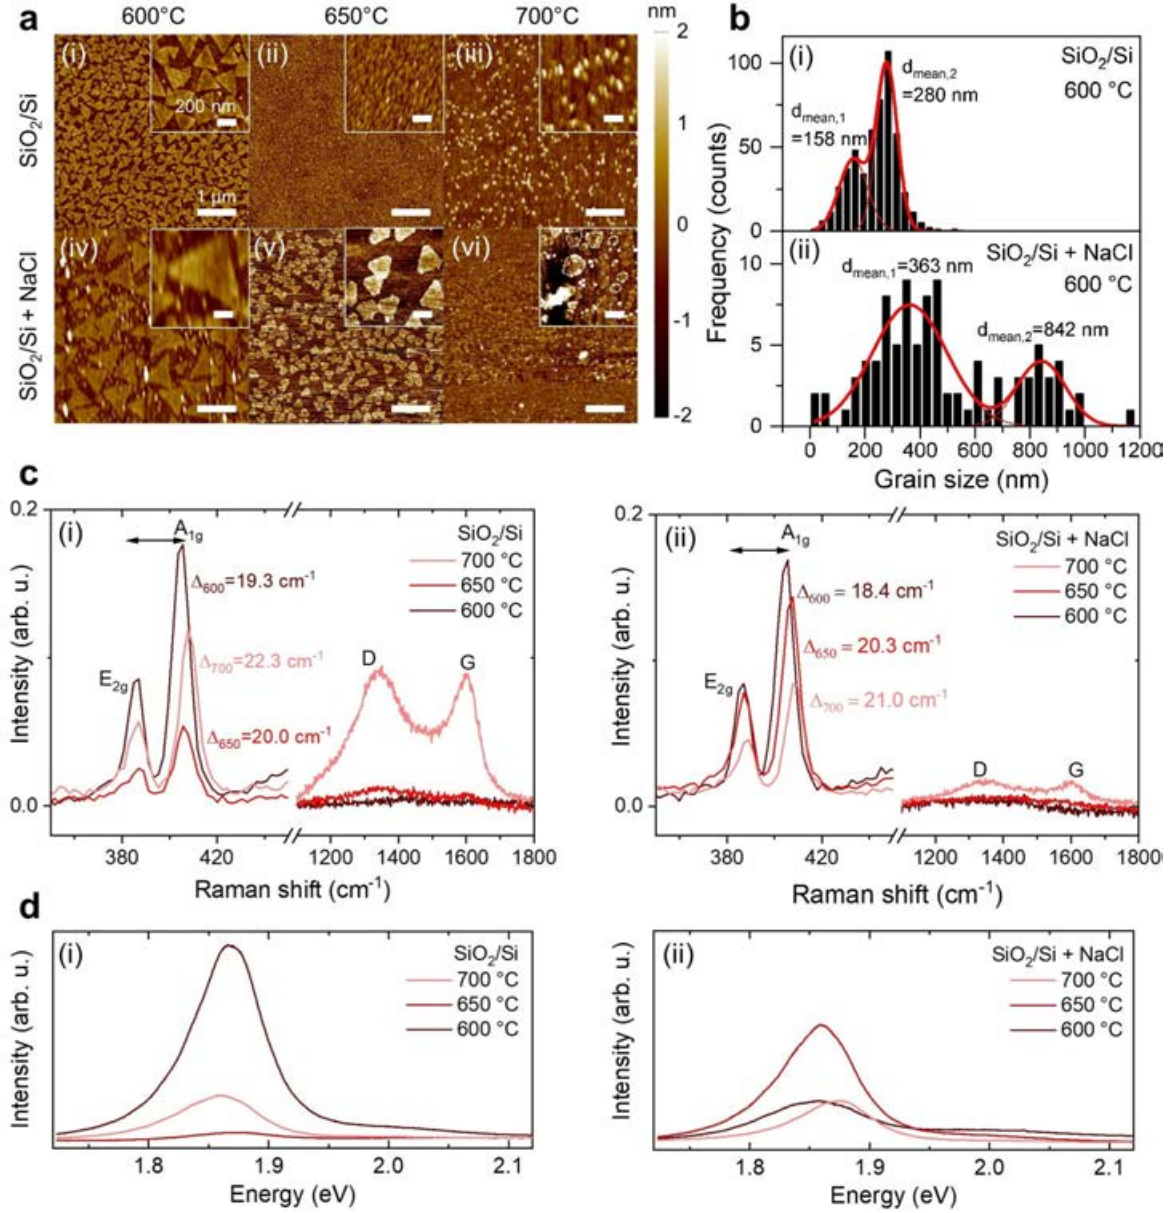 a
600°C
650°C
700°C
nm
SiO₂/Si
(i)
200 nm
1 µm
(ii)
(iii)
SiO₂/Si + NaCl
(iv)
(v)
(vi)
2
1
0
-1
-2
b
(i)
SiO₂/Si
600 °C
dmean,2
=280 nm
dmean,1
=158 nm
100
50
0
Frequency (counts)
(ii)
SiO₂/Si + NaCl
600 °C
dmean,1=363 nm
dmean,2=842 nm
10
5
0
0 200 400 600 800 1000 1200
Grain size (nm)
c
(i)
0.2
0.0
Intensity (arb. u.)
A1g
E2g
Δ600=19.3 cm⁻¹
Δ700=22.3 cm⁻¹
Δ650=20.0 cm⁻¹
D
G
SiO₂/Si
700 °C
650 °C
600 °C
380 420 1200 1400 1600 1800
Raman shift (cm⁻¹)
(ii)
0.2
0.0
Intensity (arb. u.)
A1g
E2g
Δ600 = 18.4 cm⁻¹
Δ650 = 20.3 cm⁻¹
Δ700 = 21.0 cm⁻¹
D
G
SiO₂/Si + NaCl
700 °C
650 °C
600 °C
380 420 1200 1400 1600 1800
Raman shift (cm⁻¹)
d
(i)
Intensity (arb. u.)
SiO₂/Si
700 °C
650 °C
600 °C
1.8 1.9 2.0 2.1
Energy (eV)
(ii)
Intensity (arb. u.)
SiO₂/Si + NaCl
700 °C
650 °C
600 °C
1.8 1.9 2.0 2.1
Energy (eV)